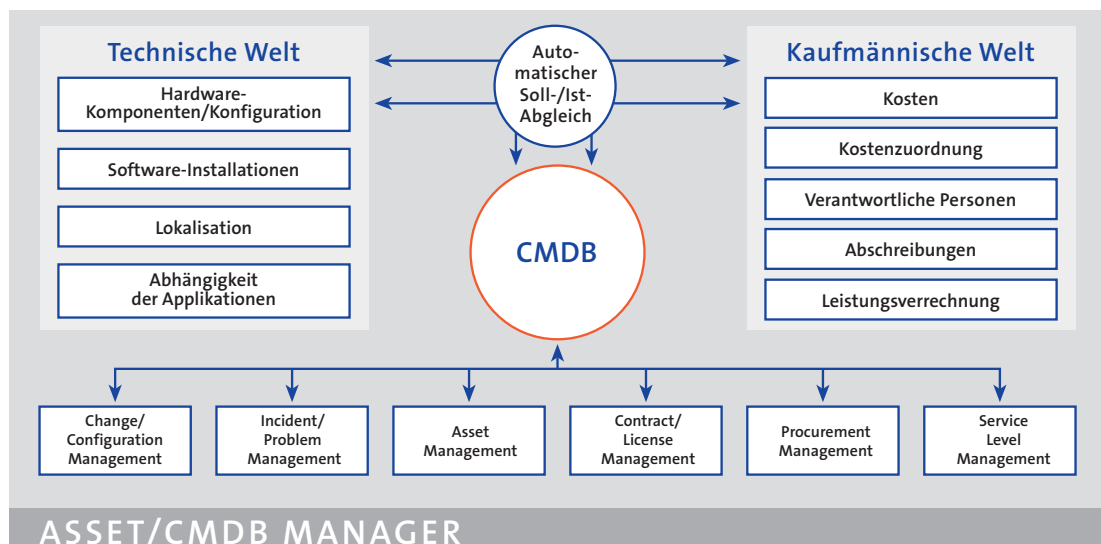 Technische Welt
Hardware-
Komponenten/Konfiguration
Software-Installationen
Lokalisation
Abhängigkeit
der Applikationen
Auto-
matischer
Soll-/Ist-
Abgleich
CMDB
Kaufmännische Welt
Kosten
Kostenzuordnung
Verantwortliche Personen
Abschreibungen
Leistungsverrechnung
Change/
Configuration
Management
Incident/
Problem
Management
Asset
Management
Contract/
License
Management
Procurement
Management
Service
Level
Management
ASSET/CMDB MANAGER